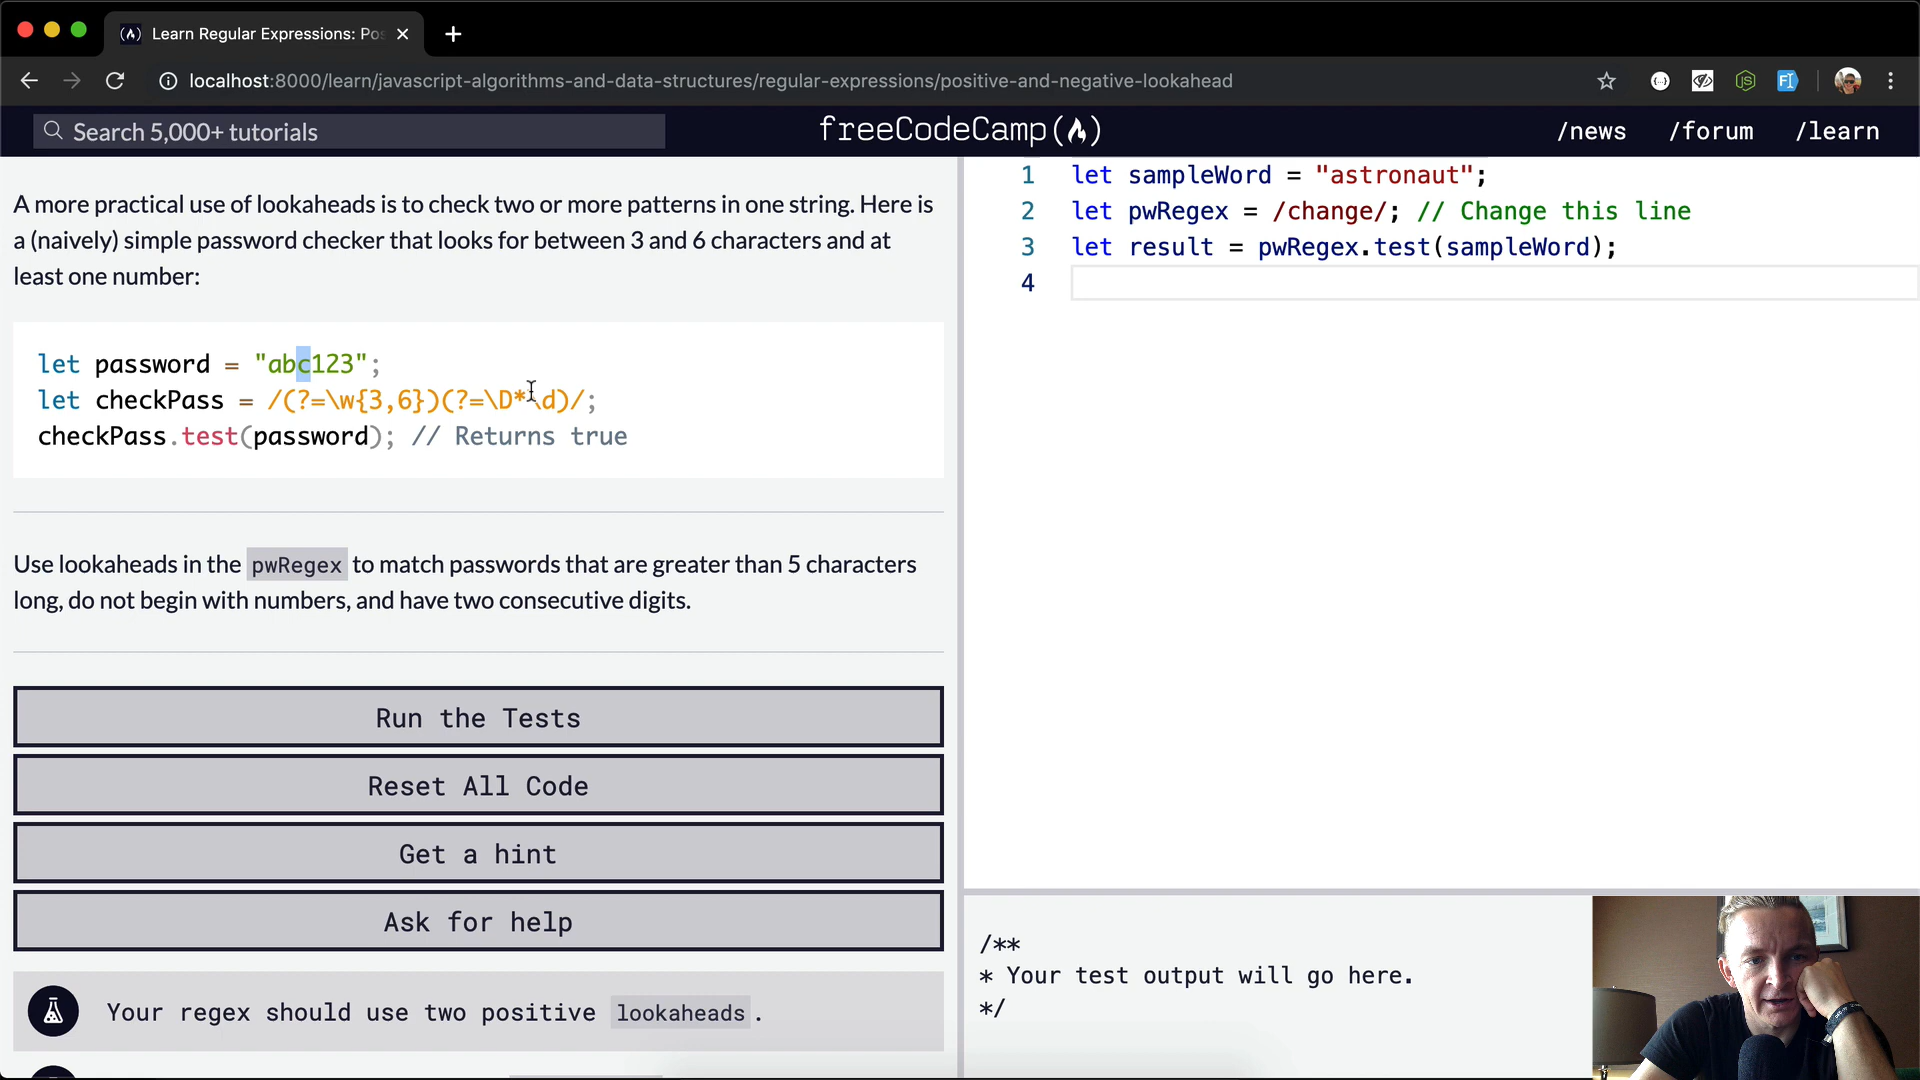 Learn Regular Expressions: Pos
localhost:8000/learn/javascript-algorithms-and-data-structures/regular-expressions/positive-and-negative-lookahead
Search 5,000+ tutorials
freeCodeCamp
/news
/forum
/learn
A more practical use of lookaheads is to check two or more patterns in one string. Here is
a (naively) simple password checker that looks for between 3 and 6 characters and at
least one number:
let password = "abc123";
let checkPass = /(?=\w{3,6})(?=\D*\d)/;
checkPass.test(password); // Returns true
Use lookaheads in the pwRegex to match passwords that are greater than 5 characters
long, do not begin with numbers, and have two consecutive digits.
Run the Tests
Reset All Code
Get a hint
Ask for help
Your regex should use two positive lookaheads .
1 let sampleWord = "astronaut";
2 let pwRegex = /change/; // Change this line
3 let result = pwRegex.test(sampleWord);
4
/**
* Your test output will go here.
*/